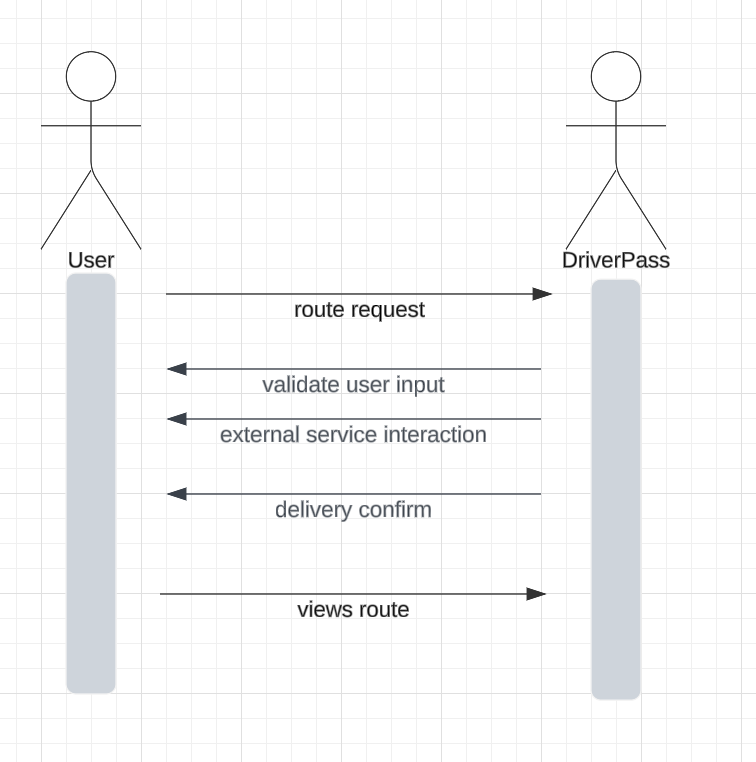 User
DriverPass
route request
validate user input
external service interaction
delivery confirm
views route